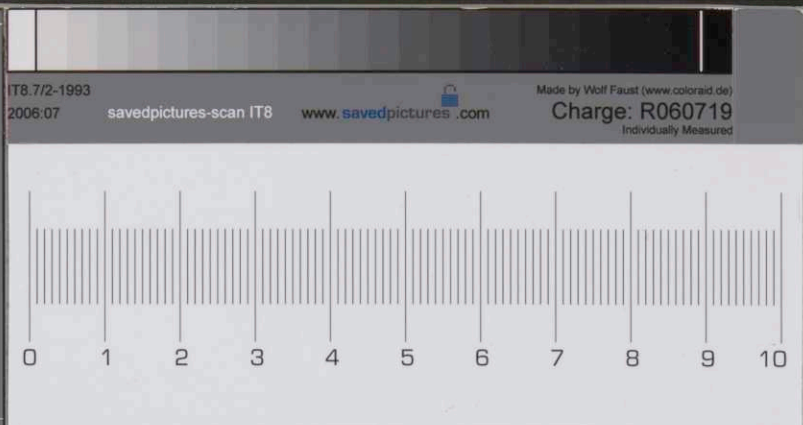 IT8.7/2-1993
Made by Wolf Faust (www.coloraid.de)
2006:07 savedpictures-scan IT8 www.savedpictures.com Charge: R060719
Individually Measured
0 1 2 3 4 5 6 7 8 9 10